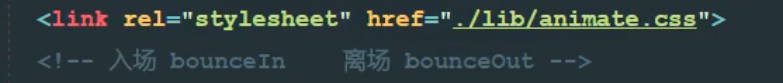 <link rel="stylesheet" href="./lib/animate.css">
<!-- 入场 bounceIn 离场 bounceOut -->